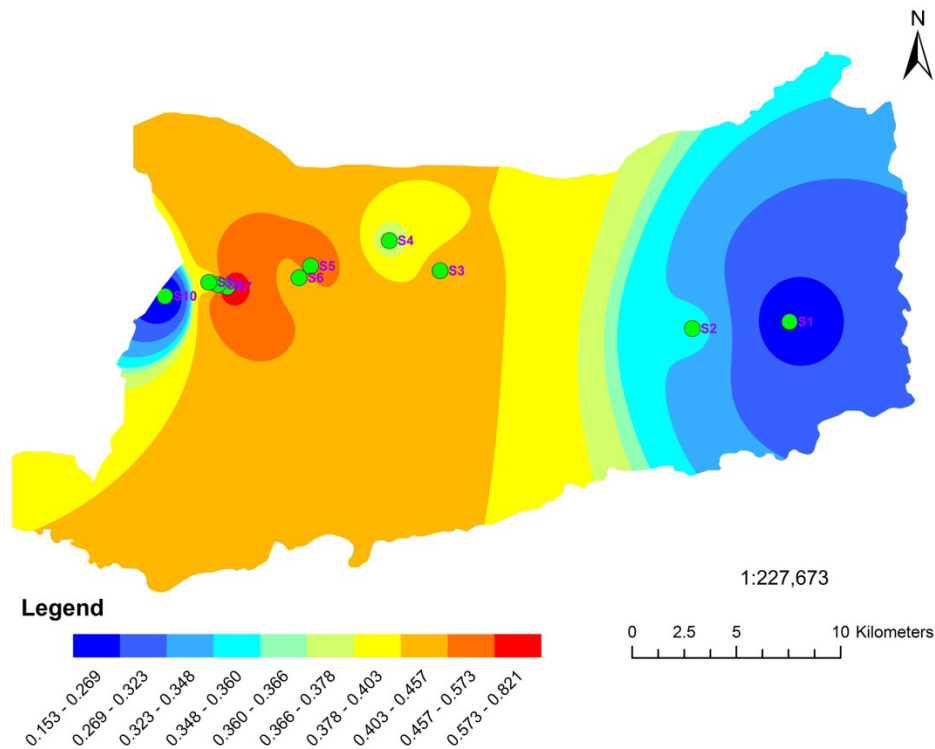 N
S4
S5
S3
S6
S10
S1
S2
1:227,673
Legend
0 2.5 5 10 Kilometers
0.153 - 0.269
0.269 - 0.323
0.323 - 0.348
0.348 - 0.360
0.360 - 0.366
0.366 - 0.378
0.378 - 0.403
0.403 - 0.457
0.457 - 0.573
0.573 - 0.821